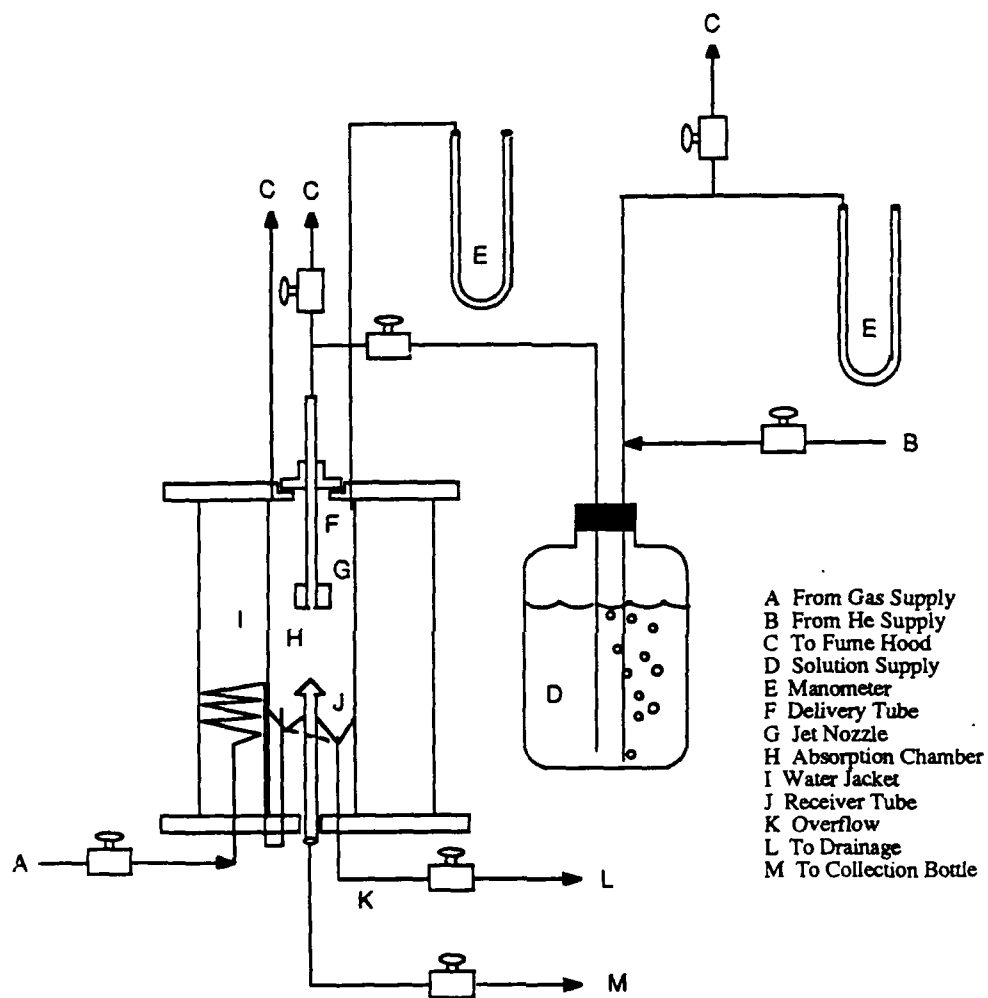 C
C
C
E
E
B
F
G
I
H
J
D
A
K
L
M
A From Gas Supply
B From He Supply
C To Fume Hood
D Solution Supply
E Manometer
F Delivery Tube
G Jet Nozzle
H Absorption Chamber
I Water Jacket
J Receiver Tube
K Overflow
L To Drainage
M To Collection Bottle